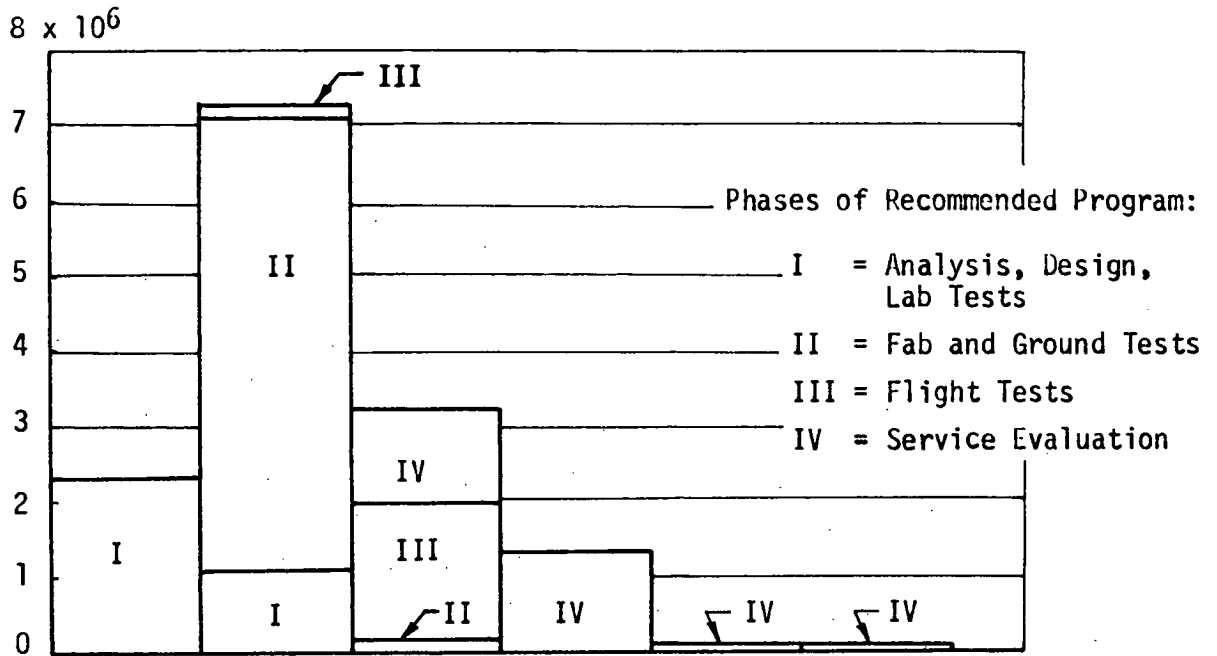 8 x 10⁶
7
6
5
4
3
2
1
0
III
II
I
I
IV
III
II
IV
IV
IV
Phases of Recommended Program:
I = Analysis, Design,
Lab Tests
II = Fab and Ground Tests
III = Flight Tests
IV = Service Evaluation